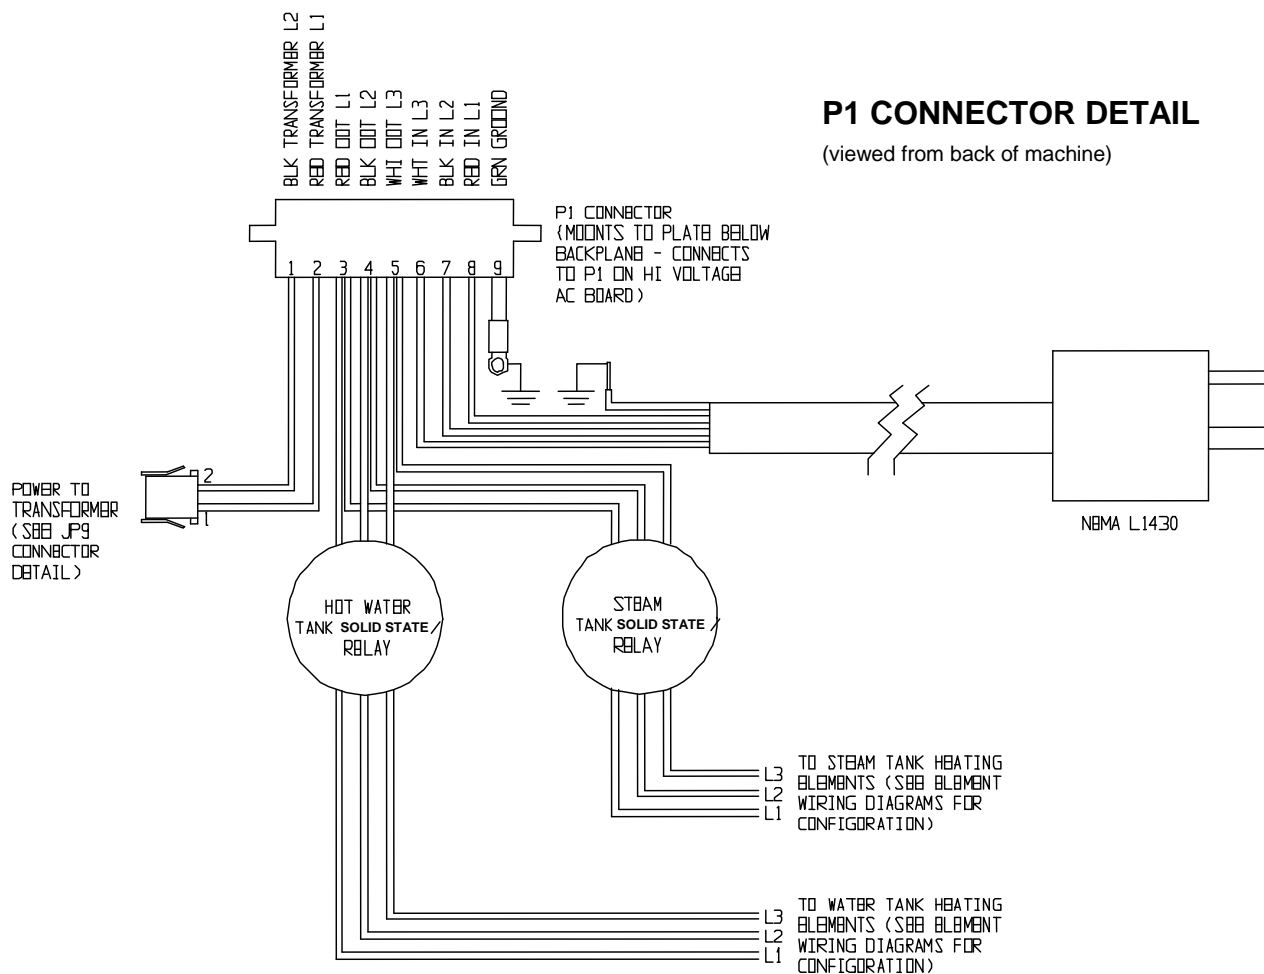 P1 CONNECTOR DETAIL
(viewed from back of machine)
BLK TRANSFORMER L2
RED TRANSFORMER L1
RED OUT L1
BLK OUT L2
WHI OUT L3
WHT IN L3
BLK IN L2
RED IN L1
GRN GROUND
P1 CONNECTOR
(MOUNTS TO PLATE BELOW
BACKPLANE - CONNECTS
TO P1 ON HI VOLTAGE
AC BOARD)
1 2 3 4 5 6 7 8 9
2
1
POWER TO
TRANSFORMER
(SEE JP9
CONNECTOR
DETAIL)
NEMA L1430
HOT WATER
TANK SOLID STATE /
RELAY
STEAM
TANK SOLID STATE /
RELAY
L3
L2
L1
TO STEAM TANK HEATING
ELEMENTS (SEE ELEMENT
WIRING DIAGRAMS FOR
CONFIGURATION)
L3
L2
L1
TO WATER TANK HEATING
ELEMENTS (SEE ELEMENT
WIRING DIAGRAMS FOR
CONFIGURATION)